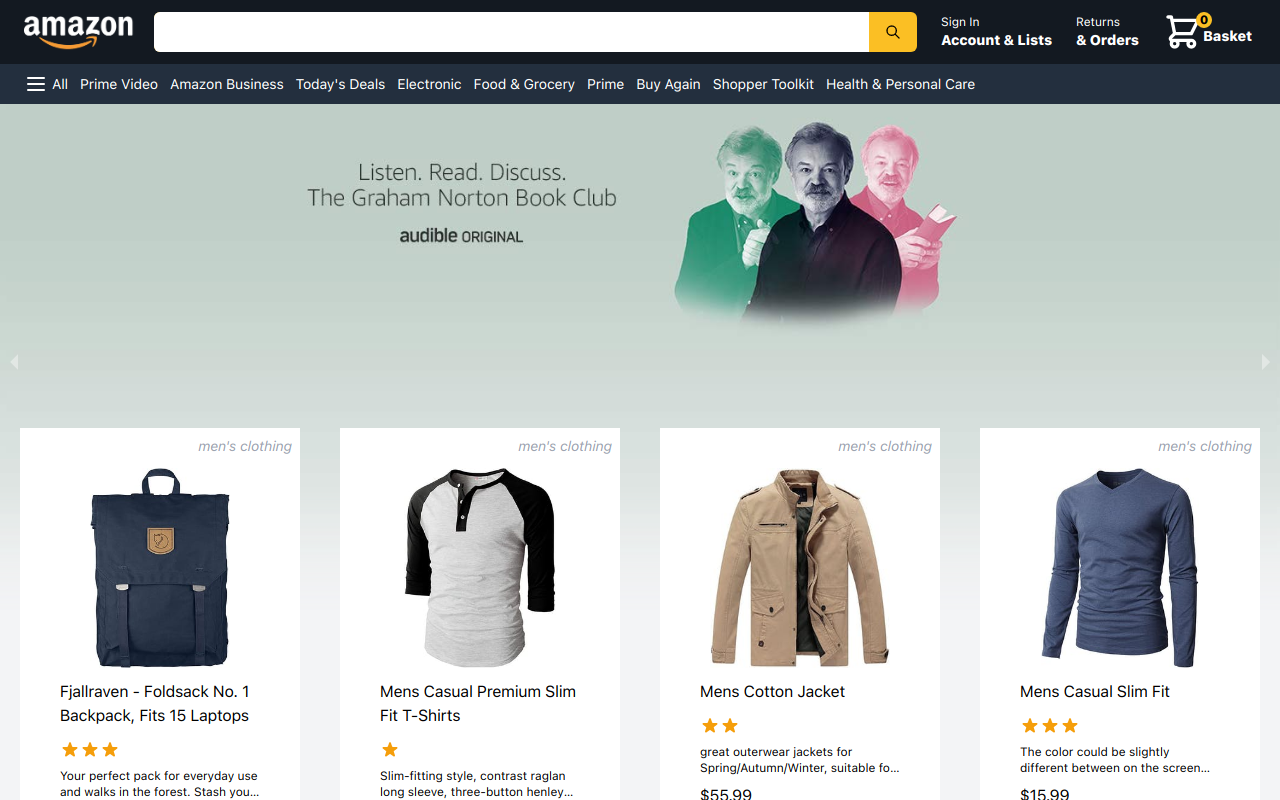 amazon
Sign In
Account & Lists
Returns
& Orders
0
Basket
All Prime Video Amazon Business Today's Deals Electronic Food & Grocery Prime Buy Again Shopper Toolkit Health & Personal Care
Listen. Read. Discuss.
The Graham Norton Book Club
audible ORIGINAL
men's clothing
Fjallraven - Foldsack No. 1
Backpack, Fits 15 Laptops
Your perfect pack for everyday use
and walks in the forest. Stash you...
men's clothing
Mens Casual Premium Slim
Fit T-Shirts
Slim-fitting style, contrast raglan
long sleeve, three-button henley...
men's clothing
Mens Cotton Jacket
great outerwear jackets for
Spring/Autumn/Winter, suitable fo...
$55.99
men's clothing
Mens Casual Slim Fit
The color could be slightly
different between on the screen...
$15.99